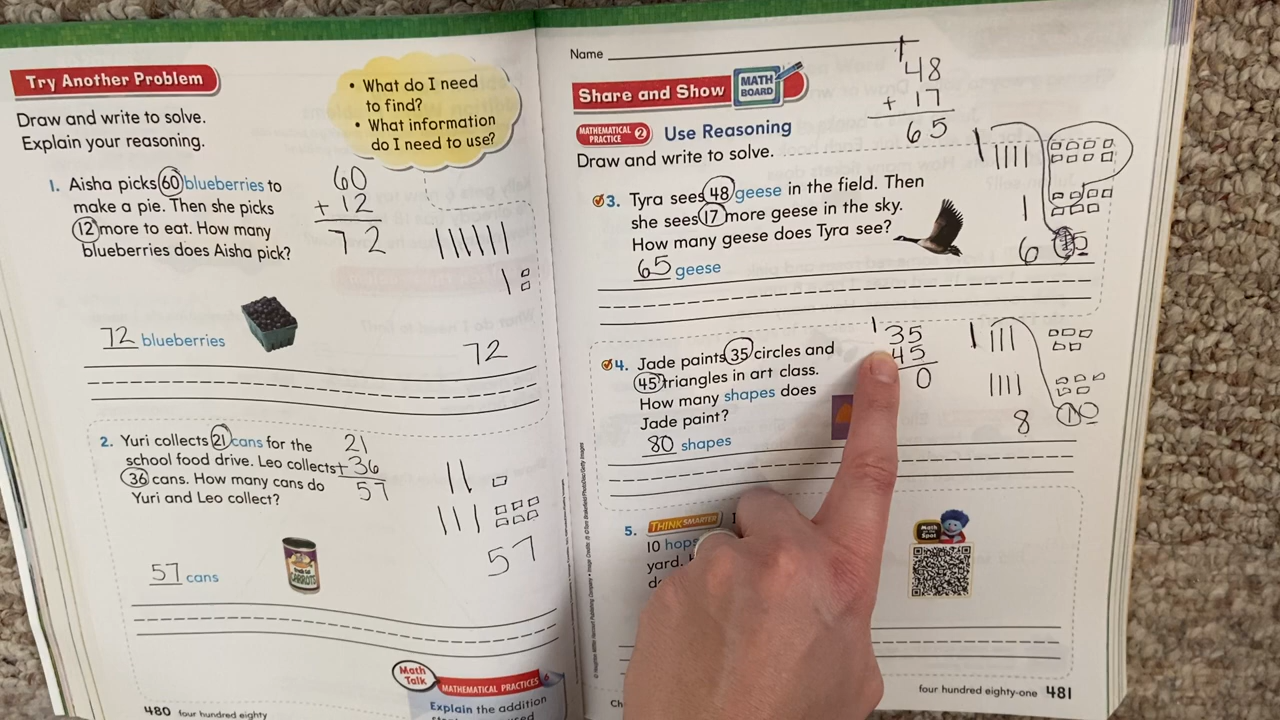 Try Another Problem
Draw and write to solve.
Explain your reasoning.
• What do I need
to find?
• What information
do I need to use?
1. Aisha picks 60 blueberries to
make a pie. Then she picks
12 more to eat. How many
blueberries does Aisha pick?
60
+ 12
72
72
72 blueberries
2. Yuri collects 21 cans for the
school food drive. Leo collects
36 cans. How many cans do
Yuri and Leo collect?
21
+36
57
57
57 cans
Math
Talk
MATHEMATICAL PRACTICES
Explain the addition
480 four hundred eighty
Name
1
48
+ 17
65
Share and Show
MATH
BOARD
MATHEMATICAL
PRACTICE 2
Use Reasoning
Draw and write to solve.
3. Tyra sees 48 geese in the field. Then
she sees 17 more geese in the sky.
How many geese does Tyra see?
65 geese
6
4. Jade paints 35 circles and
45 triangles in art class.
How many shapes does
Jade paint?
80 shapes
1
35
45
0
8 10
5. THINK SMARTER
10 hops
yard.
Math
on the
Spot
four hundred eighty-one 481